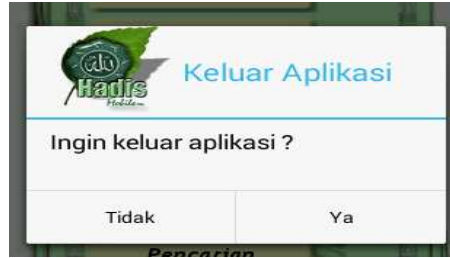 Hadis
Mobile
Keluar Aplikasi
Ingin keluar aplikasi ?
Tidak
Ya
Pencarian